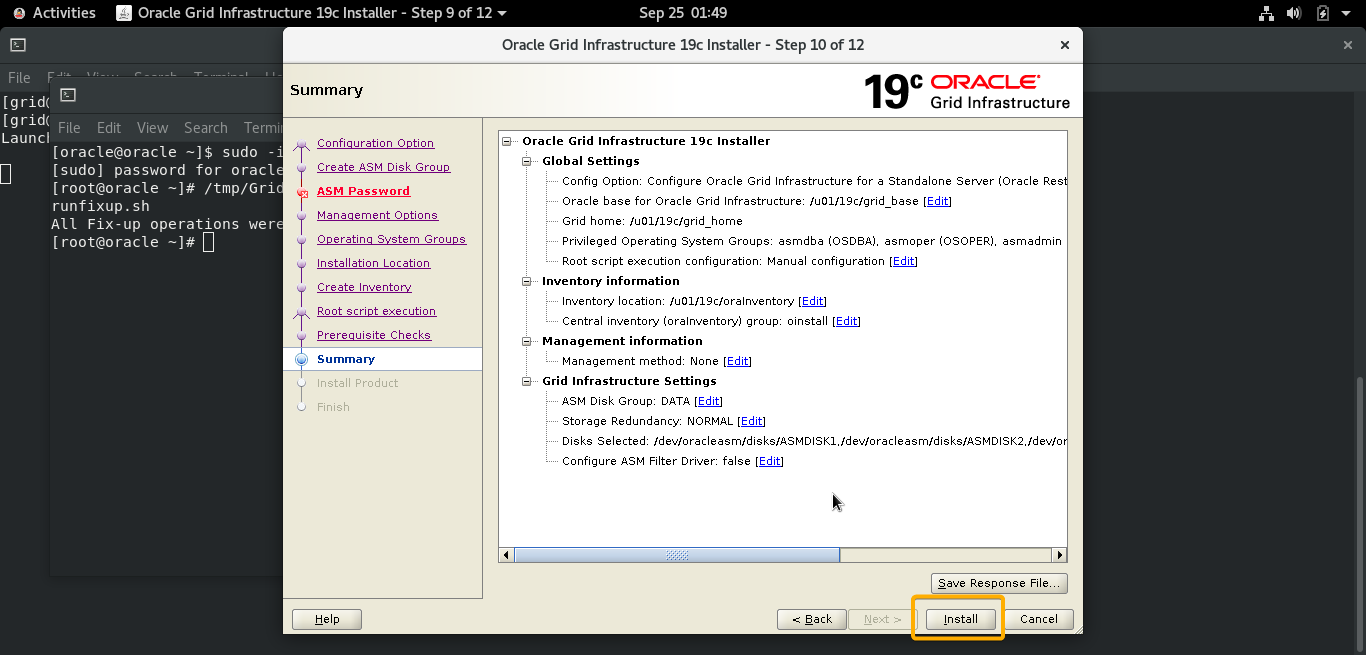 Activities
Oracle Grid Infrastructure 19c Installer - Step 9 of 12
Sep 25 01:49
File
[grid@
[grid@
Launc
File Edit View Search
[oracle@oracle ~]$ sudo -i
[sudo] password for oracle
[root@oracle ~]# /tmp/Grid
runfixup.sh
All Fix-up operations were
[root@oracle ~]#
Oracle Grid Infrastructure 19c Installer - Step 10 of 12
Summary
19c ORACLE
Grid Infrastructure
Configuration Option
Create ASM Disk Group
ASM Password
Management Options
Operating System Groups
Installation Location
Create Inventory
Root script execution
Prerequisite Checks
Summary
Install Product
Finish
Oracle Grid Infrastructure 19c Installer
Global Settings
Config Option: Configure Oracle Grid Infrastructure for a Standalone Server (Oracle Rest
Oracle base for Oracle Grid Infrastructure: /u01/19c/grid_base [Edit]
Grid home: /u01/19c/grid_home
Privileged Operating System Groups: asmdba (OSDBA), asmoper (OSOPER), asmadmin
Root script execution configuration: Manual configuration [Edit]
Inventory information
Inventory location: /u01/19c/oraInventory [Edit]
Central inventory (oraInventory) group: oinstall [Edit]
Management information
Management method: None [Edit]
Grid Infrastructure Settings
ASM Disk Group: DATA [Edit]
Storage Redundancy: NORMAL [Edit]
Disks Selected: /dev/oracleasm/disks/ASMDISK1,/dev/oracleasm/disks/ASMDISK2,/dev/or
Configure ASM Filter Driver: false [Edit]
Save Response File...
Help
< Back
Next >
Install
Cancel